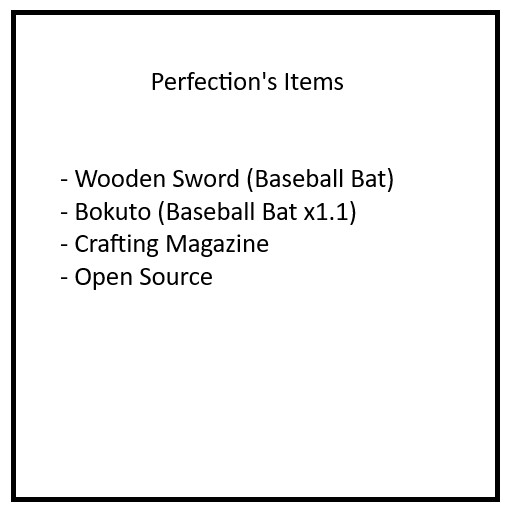 Perfection's Items
- Wooden Sword (Baseball Bat)
- Bokuto (Baseball Bat x1.1)
- Crafting Magazine
- Open Source